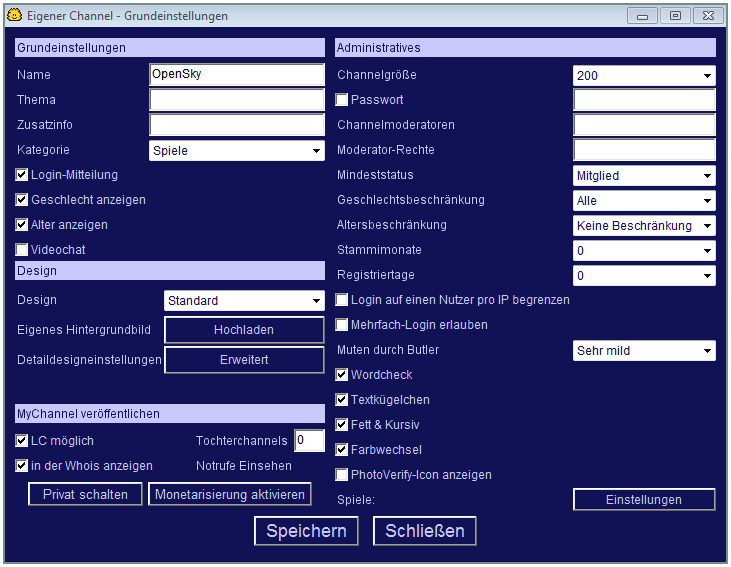 Eigener Channel - Grundeinstellungen
Grundeinstellungen
Name OpenSky
Thema
Zusatzinfo
Kategorie Spiele
Login-Mitteilung
Geschlecht anzeigen
Alter anzeigen
Videochat
Design
Design Standard
Eigenes Hintergrundbild Hochladen
Detaildesigneinstellungen Erweitert
MyChannel veröffentlichen
LC möglich Tochterchannels 0
in der Whois anzeigen Notrufe Einsehen
Privat schalten Monetarisierung aktivieren
Administratives
Channelgröße 200
Passwort
Channelmoderatoren
Moderator-Rechte
Mindeststatus Mitglied
Geschlechtsbeschränkung Alle
Altersbeschränkung Keine Beschränkung
Stammimonate 0
Registriertage 0
Login auf einen Nutzer pro IP begrenzen
Mehrfach-Login erlauben
Muten durch Butler Sehr mild
Wordcheck
Textkügelchen
Fett & Kursiv
Farbwechsel
PhotoVerify-Icon anzeigen
Spiele: Einstellungen
Speichern Schließen